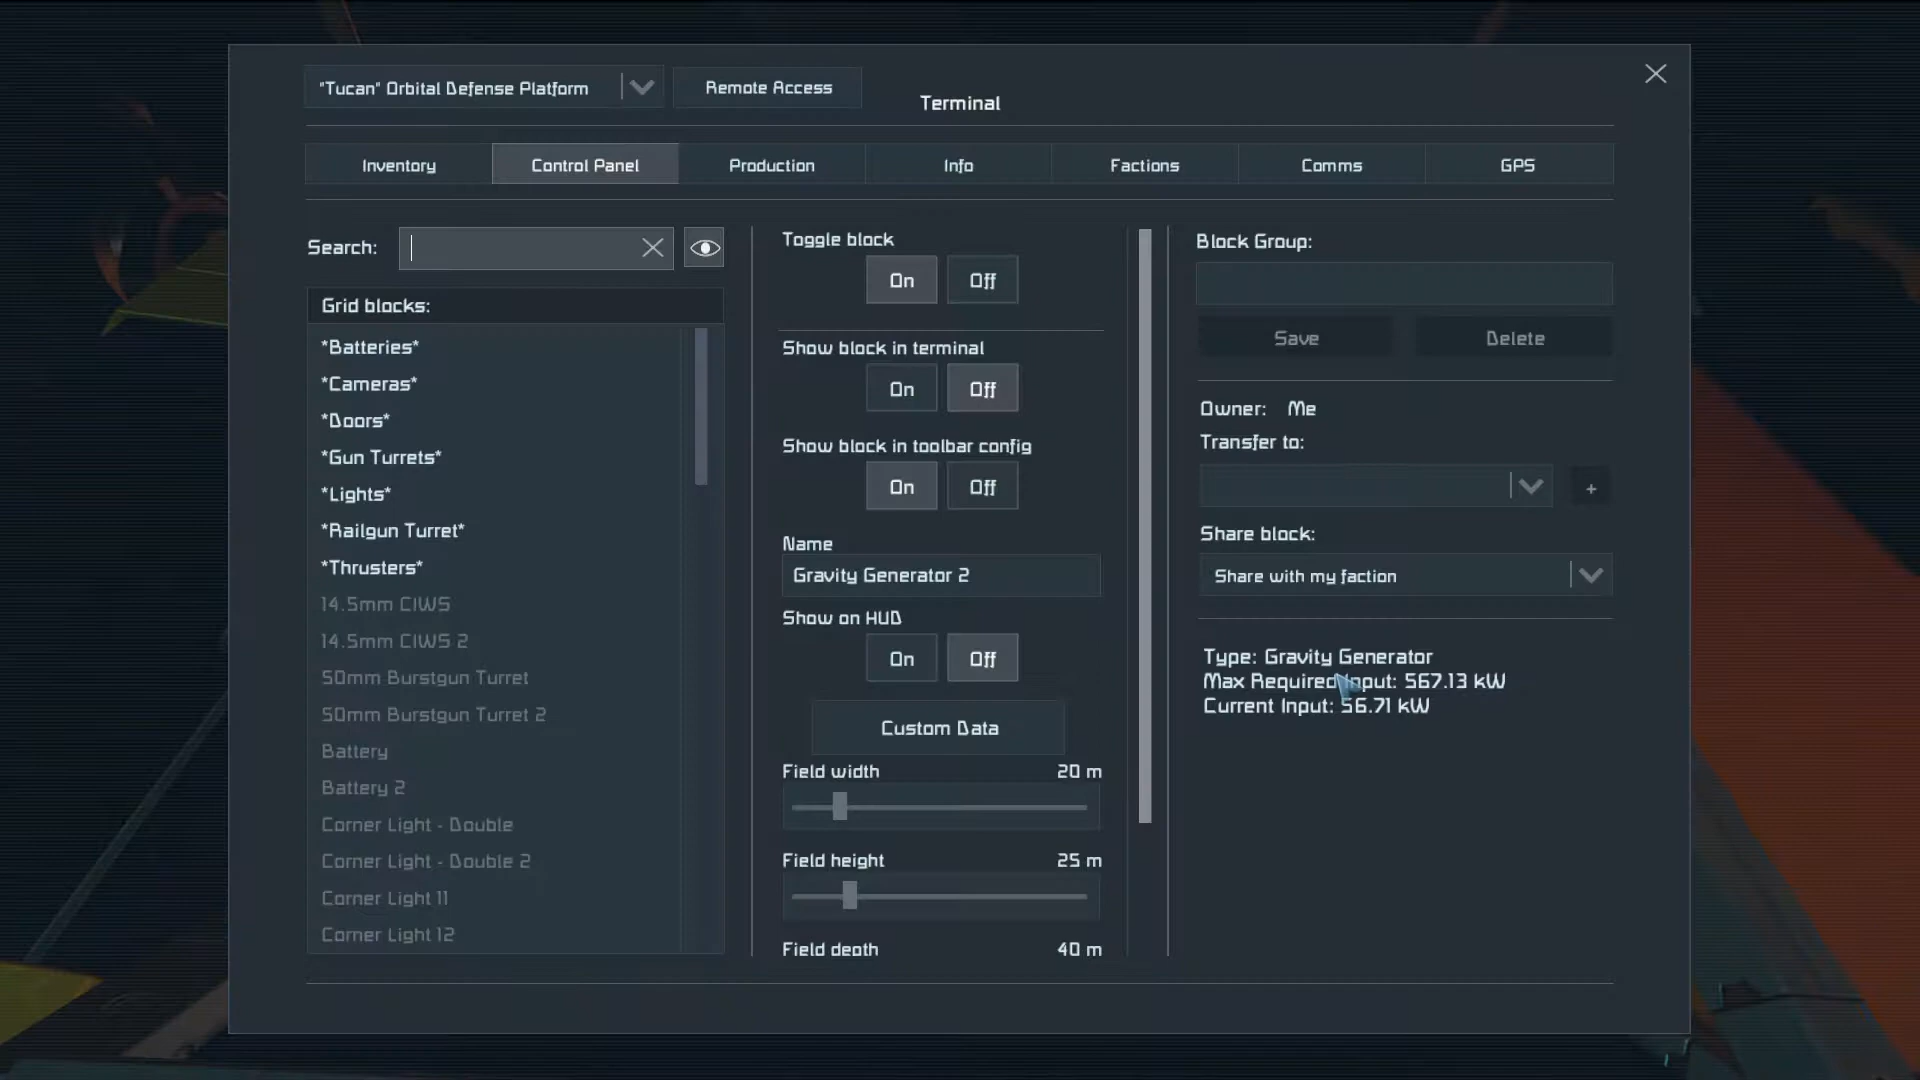 "Tucan" Orbital Defense Platform
Remote Access
Terminal
Inventory
Control Panel
Production
Info
Factions
Comms
GPS
Search:
Grid blocks:
*Batteries*
*Cameras*
*Doors*
*Gun Turrets*
*Lights*
*Railgun Turret*
*Thrusters*
14.5mm CIWS
14.5mm CIWS 2
50mm Burstgun Turret
50mm Burstgun Turret 2
Battery
Battery 2
Corner Light - Double
Corner Light - Double 2
Corner Light 11
Corner Light 12
Toggle block
On
Off
Show block in terminal
On
Off
Show block in toolbar config
On
Off
Name
Gravity Generator 2
Show on HUD
On
Off
Custom Data
Field width
20 m
Field height
25 m
Field depth
40 m
Block Group:
Save
Delete
Owner: Me
Transfer to:
+
Share block:
Share with my faction
Type: Gravity Generator
Max Required Input: 567.13 kW
Current Input: 56.71 kW